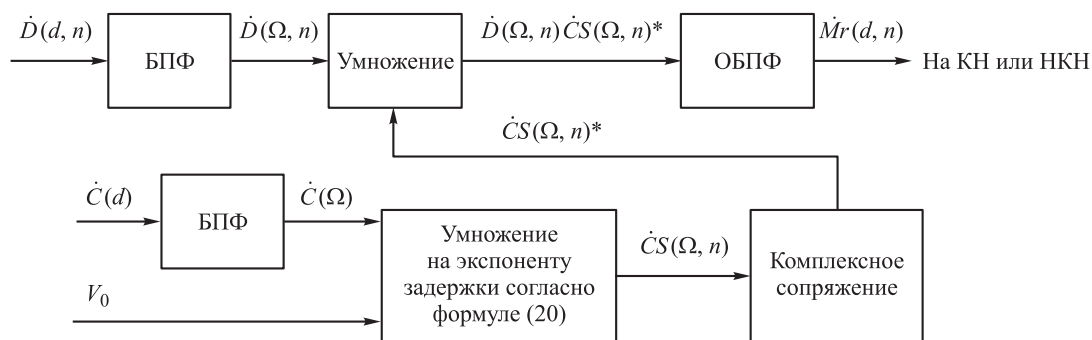 Ḋ(d, n)
БПФ
Ḋ(Ω, n)
Умножение
Ḋ(Ω, n) ĊS(Ω, n)*
ОБПФ
Ṁr(d, n)
На КН или НКН
ĊS(Ω, n)*
Ċ(d)
БПФ
Ċ(Ω)
V₀
Умножение
на экспоненту
задержки согласно
формуле (20)
ĊS(Ω, n)
Комплексное
сопряжение